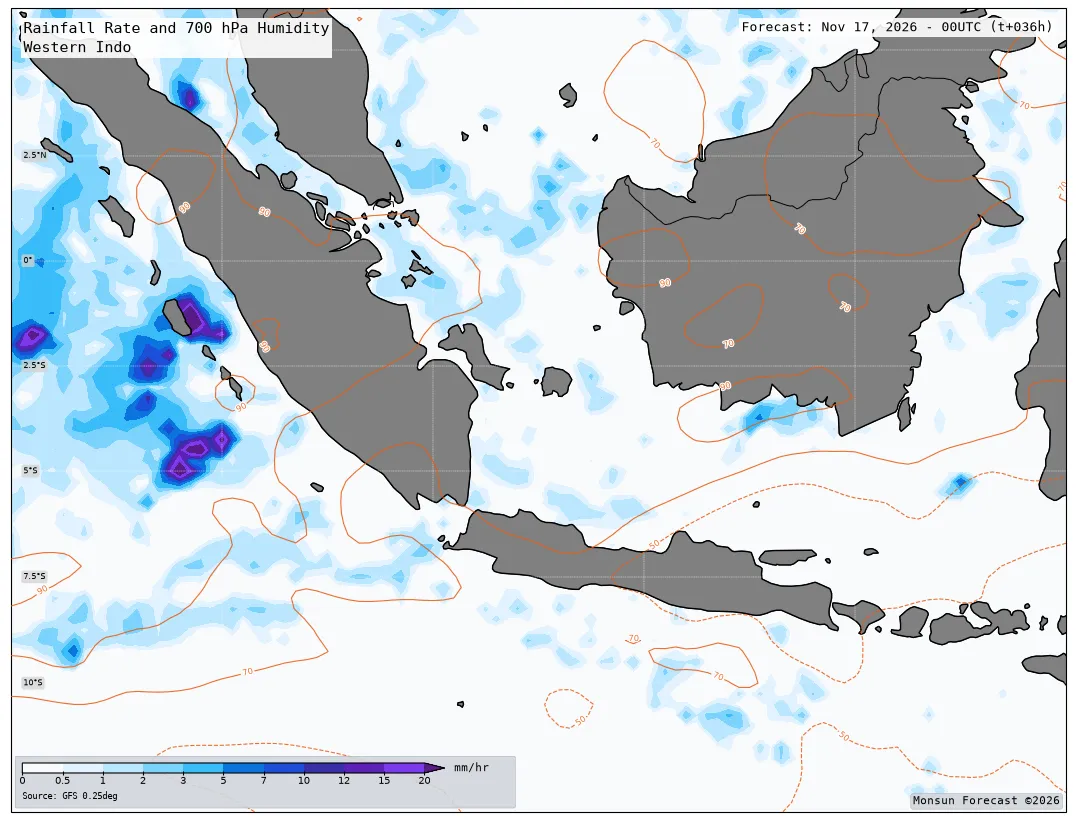 Rainfall Rate and 700 hPa Humidity
Western Indo
Forecast: Nov 17, 2026 - 00UTC (t+036h)
70
70
70
2.5°N
90
90
70
0°
90
70
90
70
2.5°S
90
90
5°S
50
7.5°S
90
70
70
70
10°S
50
50
mm/hr
0 0.5 1 2 3 5 7 10 12 15 20
Source: GFS 0.25deg
Monsun Forecast ©2026